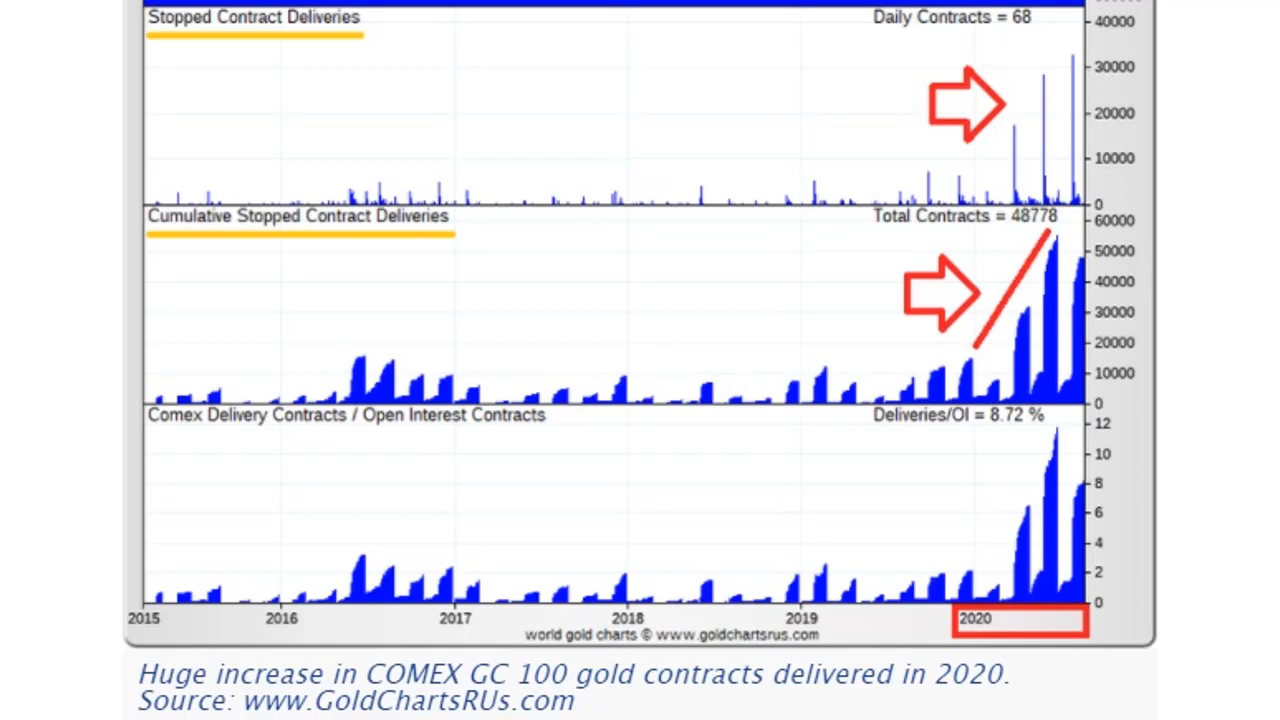 Stopped Contract Deliveries
Daily Contracts = 68
40000
30000
20000
10000
0
Cumulative Stopped Contract Deliveries
Total Contracts = 48778
60000
50000
40000
30000
20000
10000
0
Comex Delivery Contracts / Open Interest Contracts
Deliveries/OI = 8.72 %
12
10
8
6
4
2
0
2015 2016 2017 2018 2019 2020
world gold charts © www.goldchartsrus.com
Huge increase in COMEX GC 100 gold contracts delivered in 2020.
Source: www.GoldChartsRUs.com